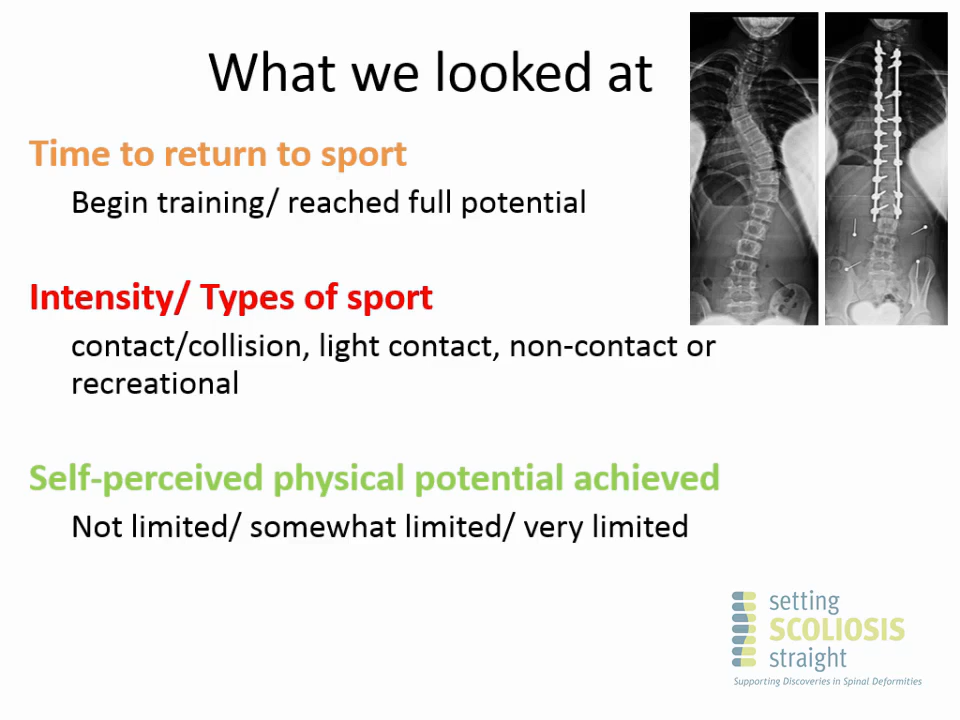 What we looked at
Time to return to sport
Begin training/ reached full potential
Intensity/ Types of sport
contact/collision, light contact, non-contact or
recreational
Self-perceived physical potential achieved
Not limited/ somewhat limited/ very limited
setting
SCOLIOSIS
straight
Supporting Discoveries in Spinal Deformities